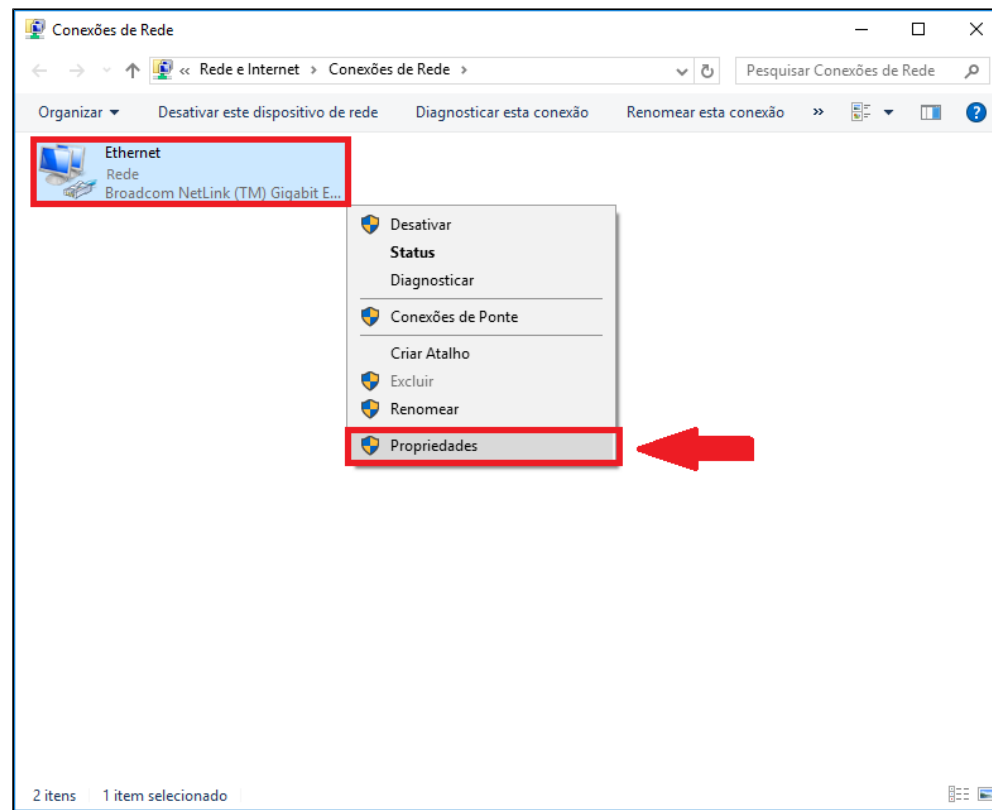 Conexões de Rede
« Rede e Internet › Conexões de Rede ›
Pesquisar Conexões de Rede
Organizar
Desativar este dispositivo de rede
Diagnosticar esta conexão
Renomear esta conexão
»
Ethernet
Rede
Broadcom NetLink (TM) Gigabit E...
Desativar
Status
Diagnosticar
Conexões de Ponte
Criar Atalho
Excluir
Renomear
Propriedades
2 itens
1 item selecionado